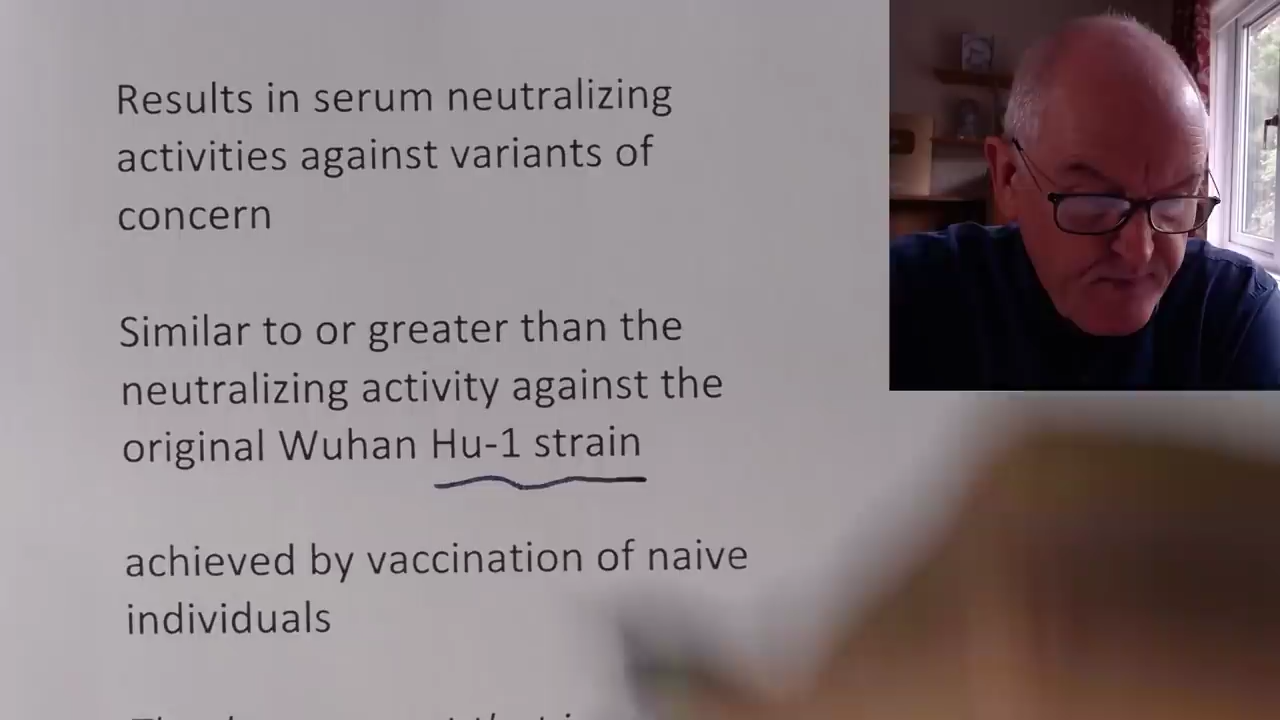 Results in serum neutralizing
activities against variants of
concern
Similar to or greater than the
neutralizing activity against the
original Wuhan Hu-1 strain
achieved by vaccination of naive
individuals